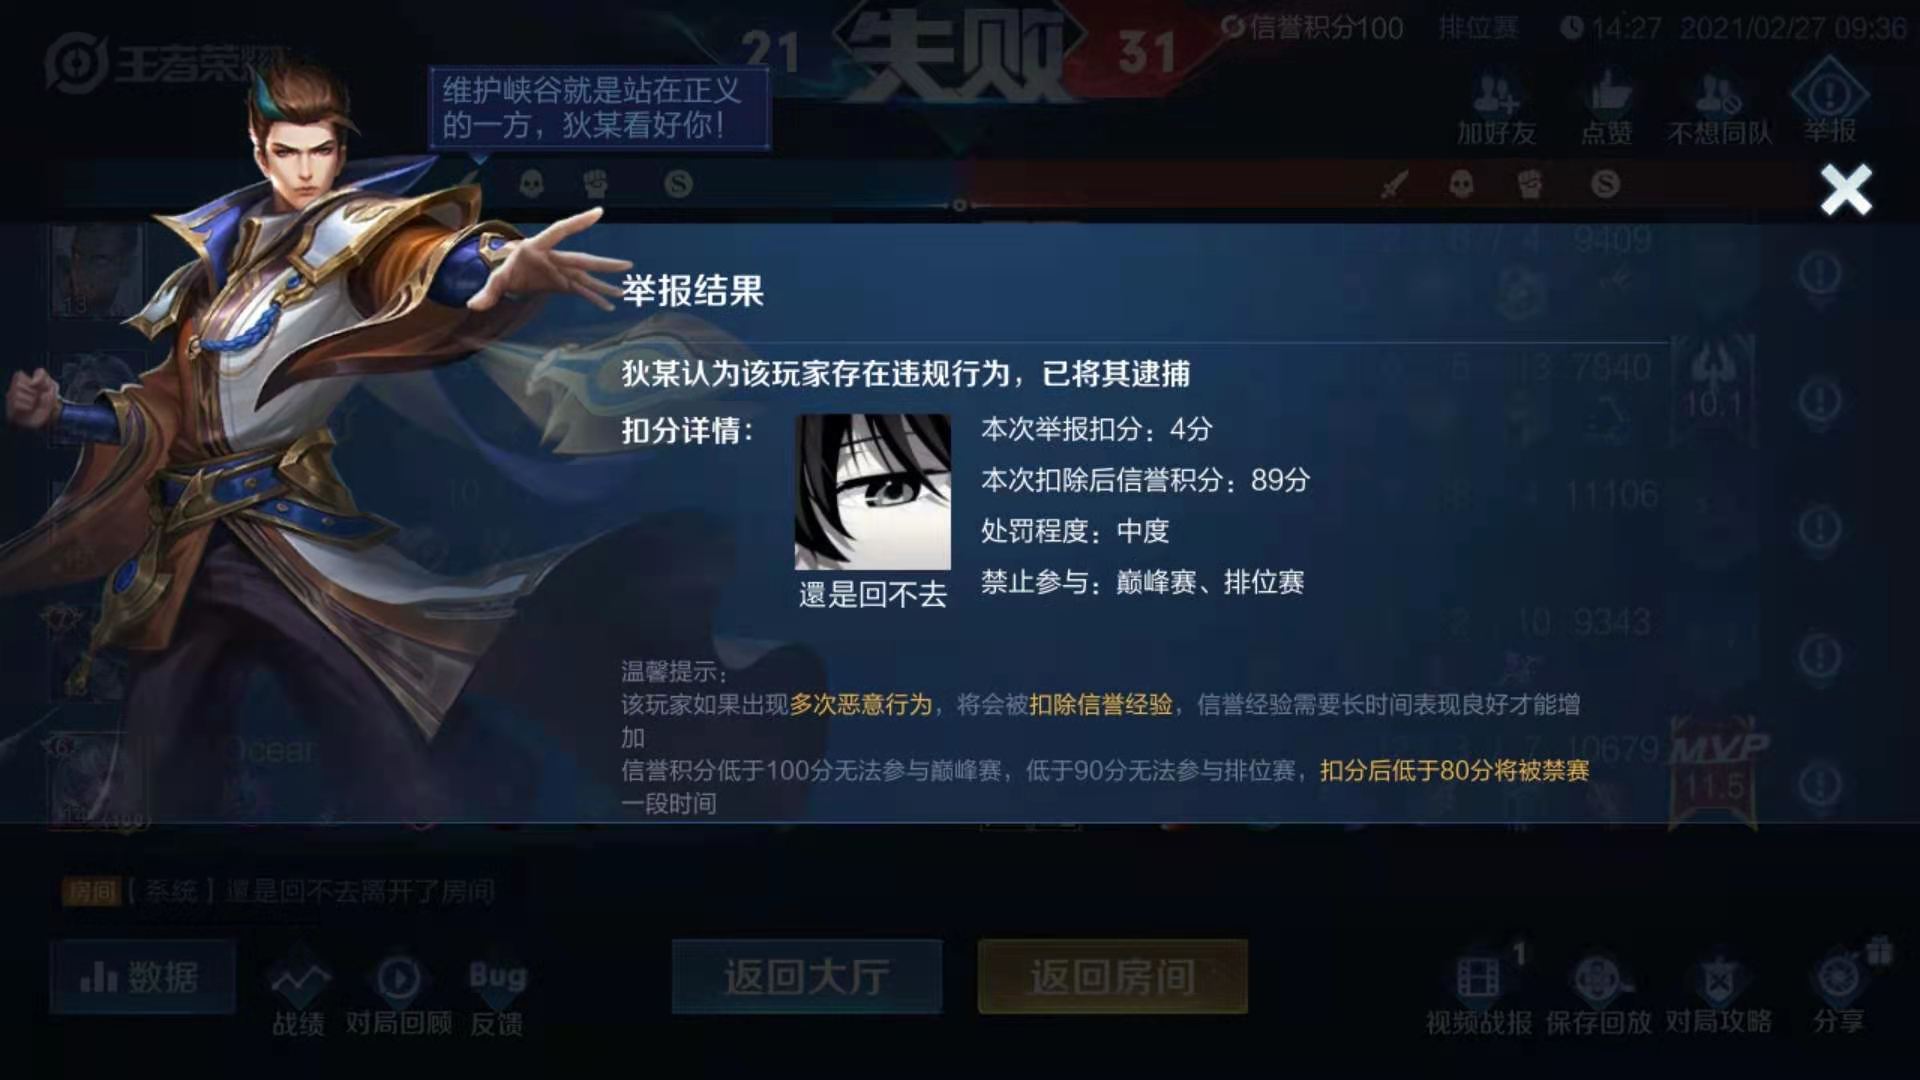 王者荣耀
21
失败
31
信誉积分100
排位赛
14:27
2021/02/27 09:36
维护峡谷就是站在正义
的一方，狄某看好你！
加好友
点赞
不想同队
举报
举报结果
狄某认为该玩家存在违规行为，已将其逮捕
扣分详情：
本次举报扣分：4分
本次扣除后信誉积分：89分
处罚程度：中度
禁止参与：巅峰赛、排位赛
還是回不去
温馨提示：
该玩家如果出现多次恶意行为，将会被扣除信誉经验，信誉经验需要长时间表现良好才能增
加
信誉积分低于100分无法参与巅峰赛，低于90分无法参与排位赛，扣分后低于80分将被禁赛
一段时间
9409
7840
10.1
11106
10 9343
10679
MVP
11.5
房间【系统】還是回不去离开了房间
数据
战绩
对局回顾
Bug
反馈
返回大厅
返回房间
1
视频战报
保存回放
对局攻略
分享